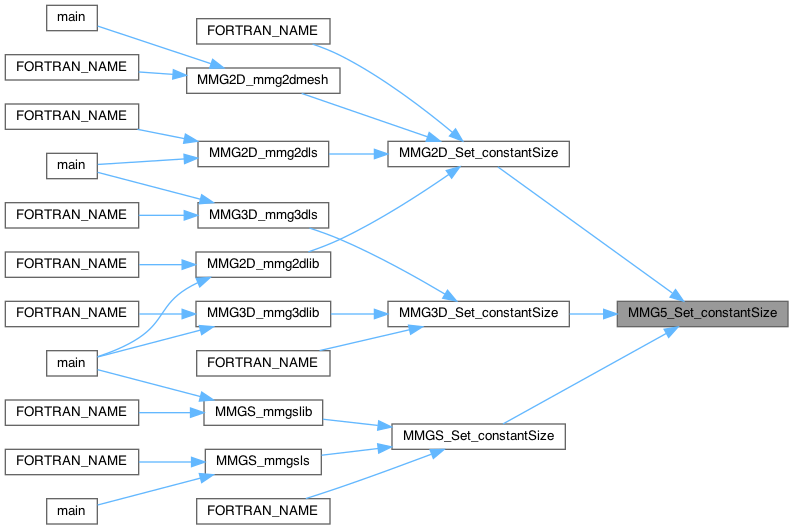 main
FORTRAN_NAME
FORTRAN_NAME
MMG2D_mmg2dmesh
FORTRAN_NAME
MMG2D_mmg2dls
MMG2D_Set_constantSize
main
FORTRAN_NAME
MMG3D_mmg3dls
FORTRAN_NAME
MMG2D_mmg2dlib
FORTRAN_NAME
MMG3D_mmg3dlib
MMG3D_Set_constantSize
MMG5_Set_constantSize
main
FORTRAN_NAME
FORTRAN_NAME
MMGS_mmgslib
MMGS_Set_constantSize
FORTRAN_NAME
MMGS_mmgsls
main
FORTRAN_NAME